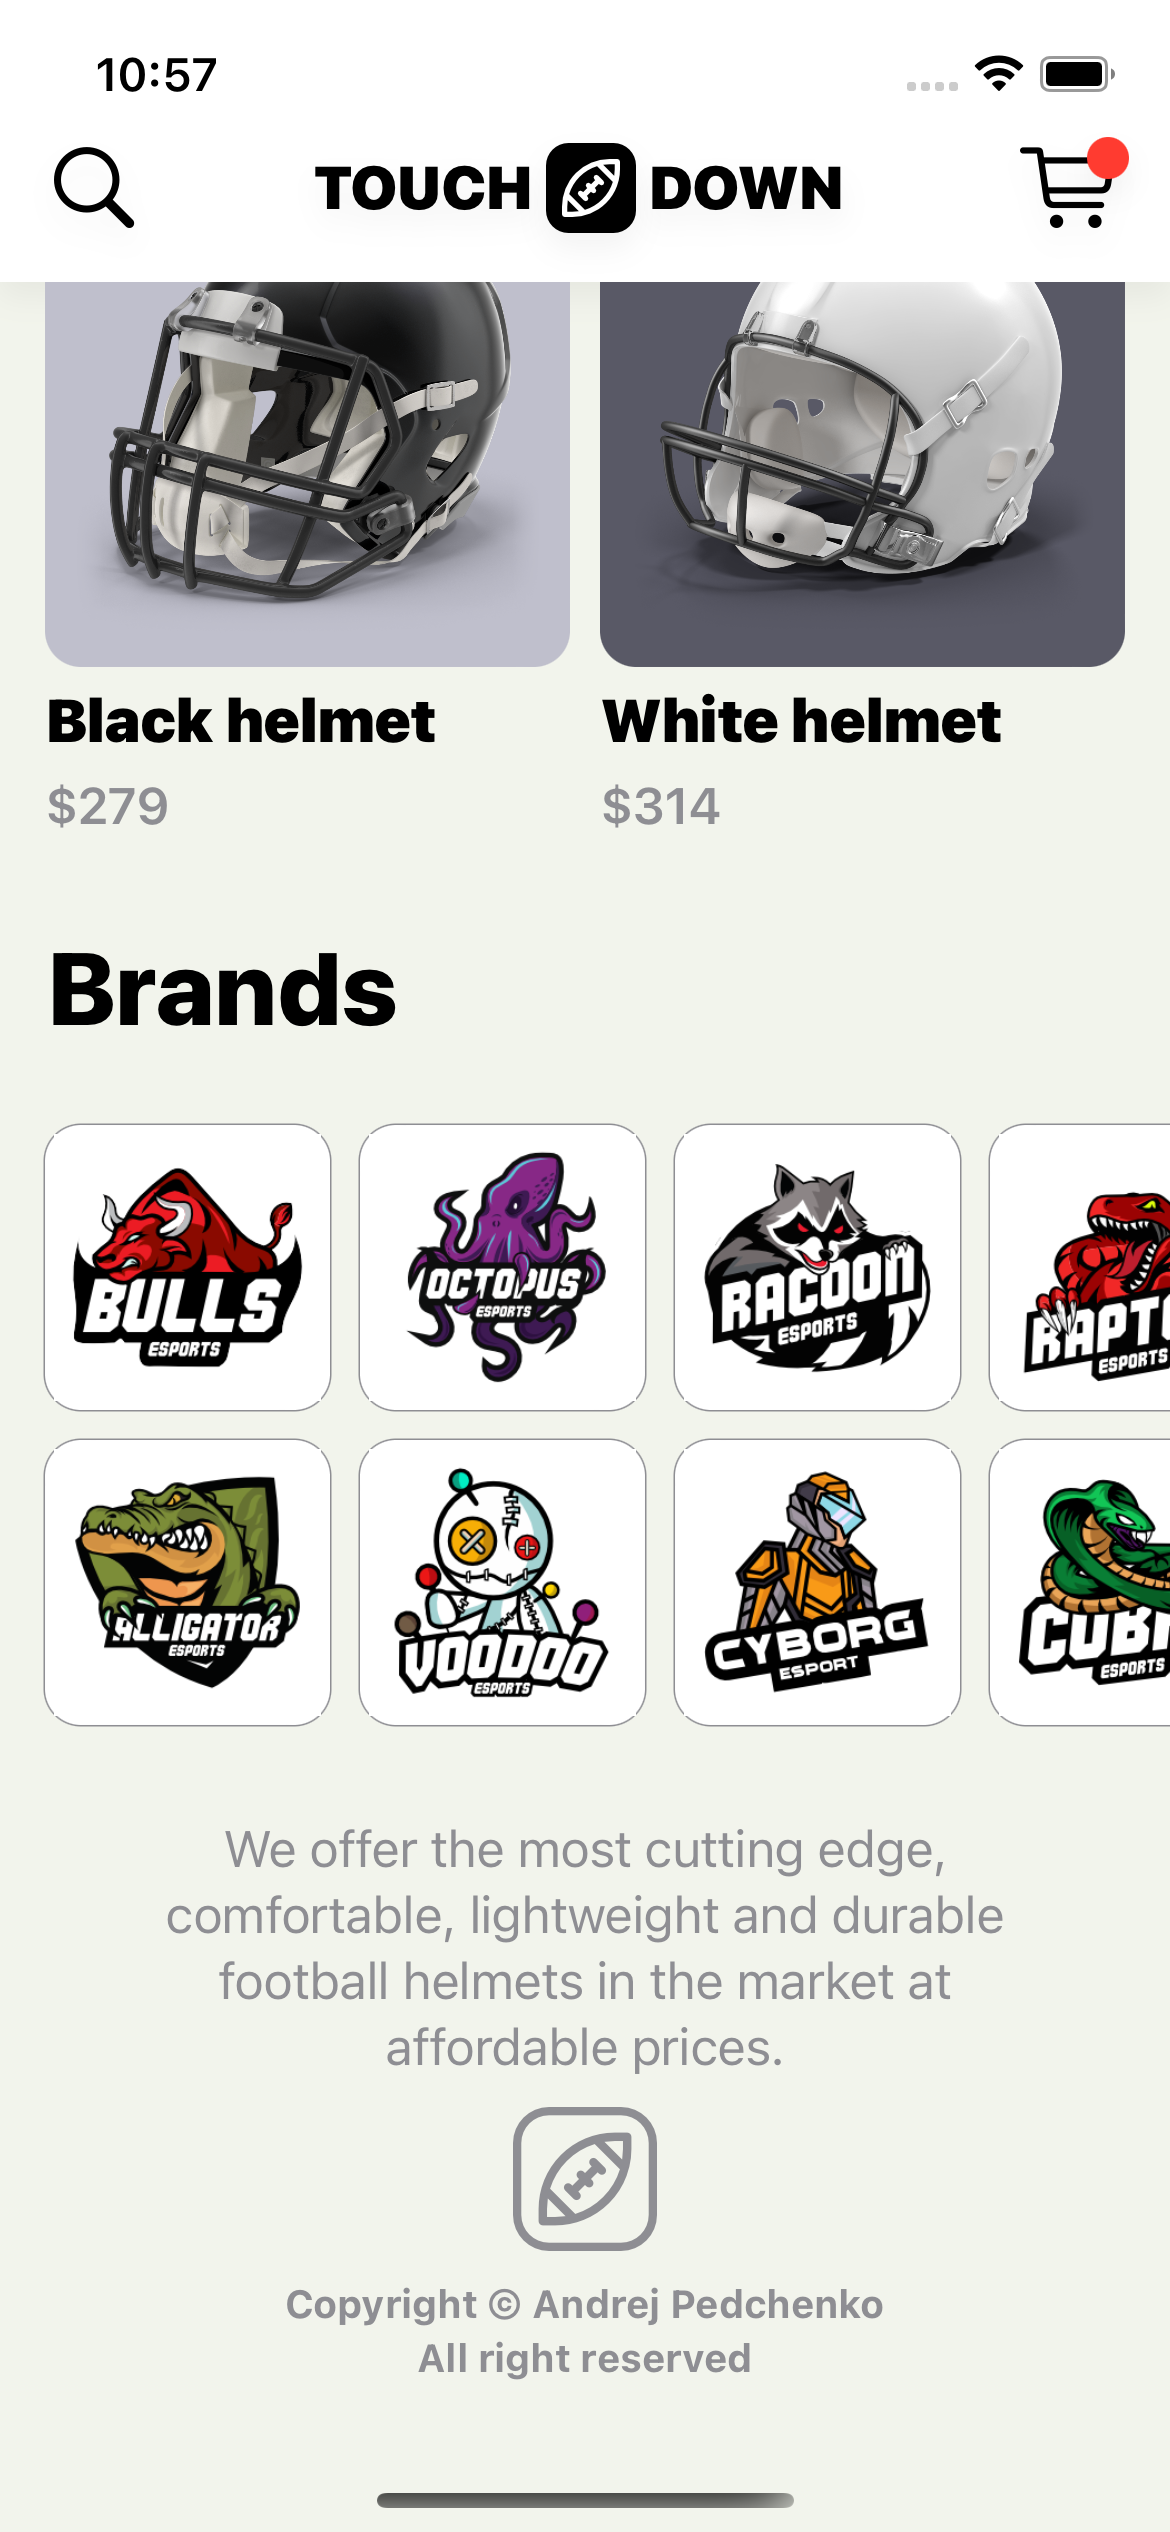 10:57
TOUCH DOWN
Black helmet
White helmet
$279
$314
Brands
BULLS
ESPORTS
OCTOPUS
ESPORTS
RACOON
ESPORTS
RAPTO
ESPORTS
ALLIGATOR
ESPORTS
VOODOO
ESPORTS
CYBORG
ESPORT
CUB
ESPORTS
We offer the most cutting edge,
comfortable, lightweight and durable
football helmets in the market at
affordable prices.
Copyright © Andrej Pedchenko
All right reserved